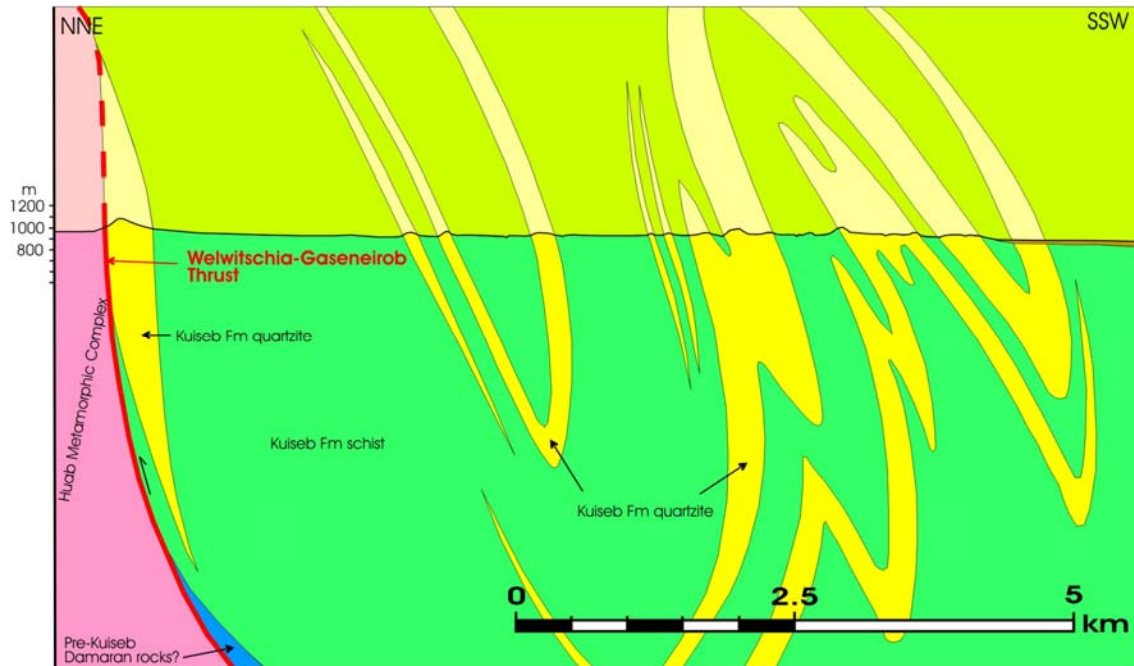 NNE
SSW
m
1200
1000
800
Welwitschia-Gaseneirob
Thrust
Kuiseb Fm quartzite
Huab Metamorphic Complex
Kuiseb Fm schist
Kuiseb Fm quartzite
0
2.5
5
km
Pre-Kuiseb
Damaran rocks?